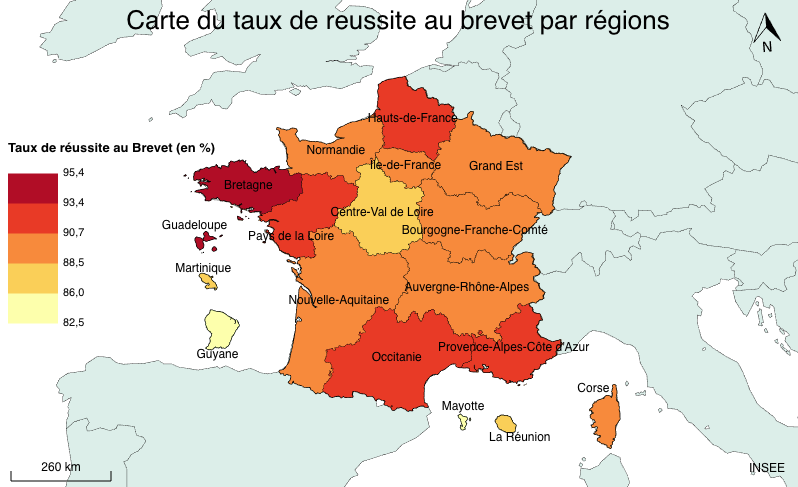 Carte du taux de reussite au brevet par régions
N
Hauts-de-France
Taux de réussite au Brevet (en %)
Normandie
Île-de-France
Grand Est
95,4
Bretagne
93,4
Centre-Val de Loire
Guadeloupe
Bourgogne-Franche-Comté
90,7
Pays de la Loire
88,5
Martinique
86,0
Auvergne-Rhône-Alpes
Nouvelle-Aquitaine
82,5
Provence-Alpes-Côte d'Azur
Guyane
Occitanie
Corse
Mayotte
La Réunion
260 km
INSEE